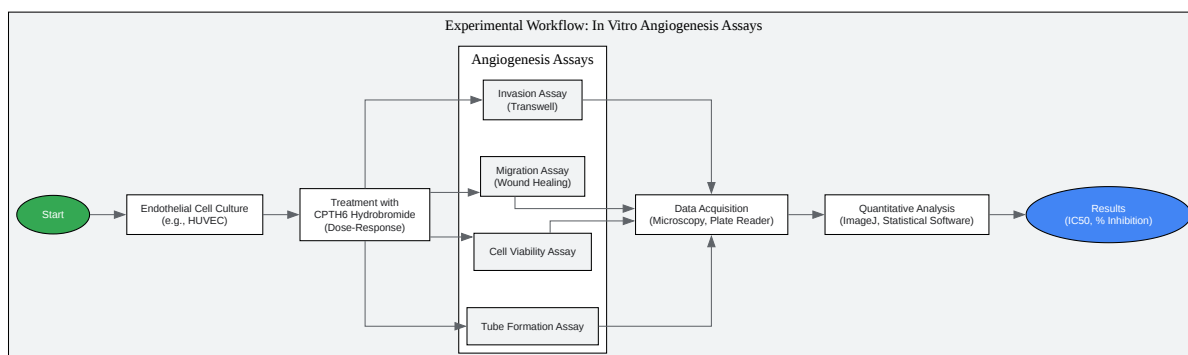 Experimental Workflow: In Vitro Angiogenesis Assays
Angiogenesis Assays
Start
Endothelial Cell Culture
(e.g., HUVEC)
Treatment with
CPTH6 Hydrobromide
(Dose-Response)
Invasion Assay
(Transwell)
Migration Assay
(Wound Healing)
Cell Viability Assay
Tube Formation Assay
Data Acquisition
(Microscopy, Plate Reader)
Quantitative Analysis
(ImageJ, Statistical Software)
Results
(IC50, % Inhibition)